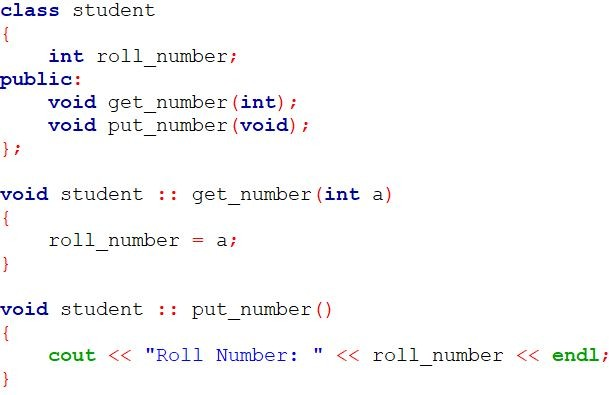 class student
{
    int roll_number;
public:
    void get_number(int);
    void put_number(void);
};

void student :: get_number(int a)
{
    roll_number = a;
}

void student :: put_number()
{
    cout << "Roll Number: " << roll_number << endl;
}